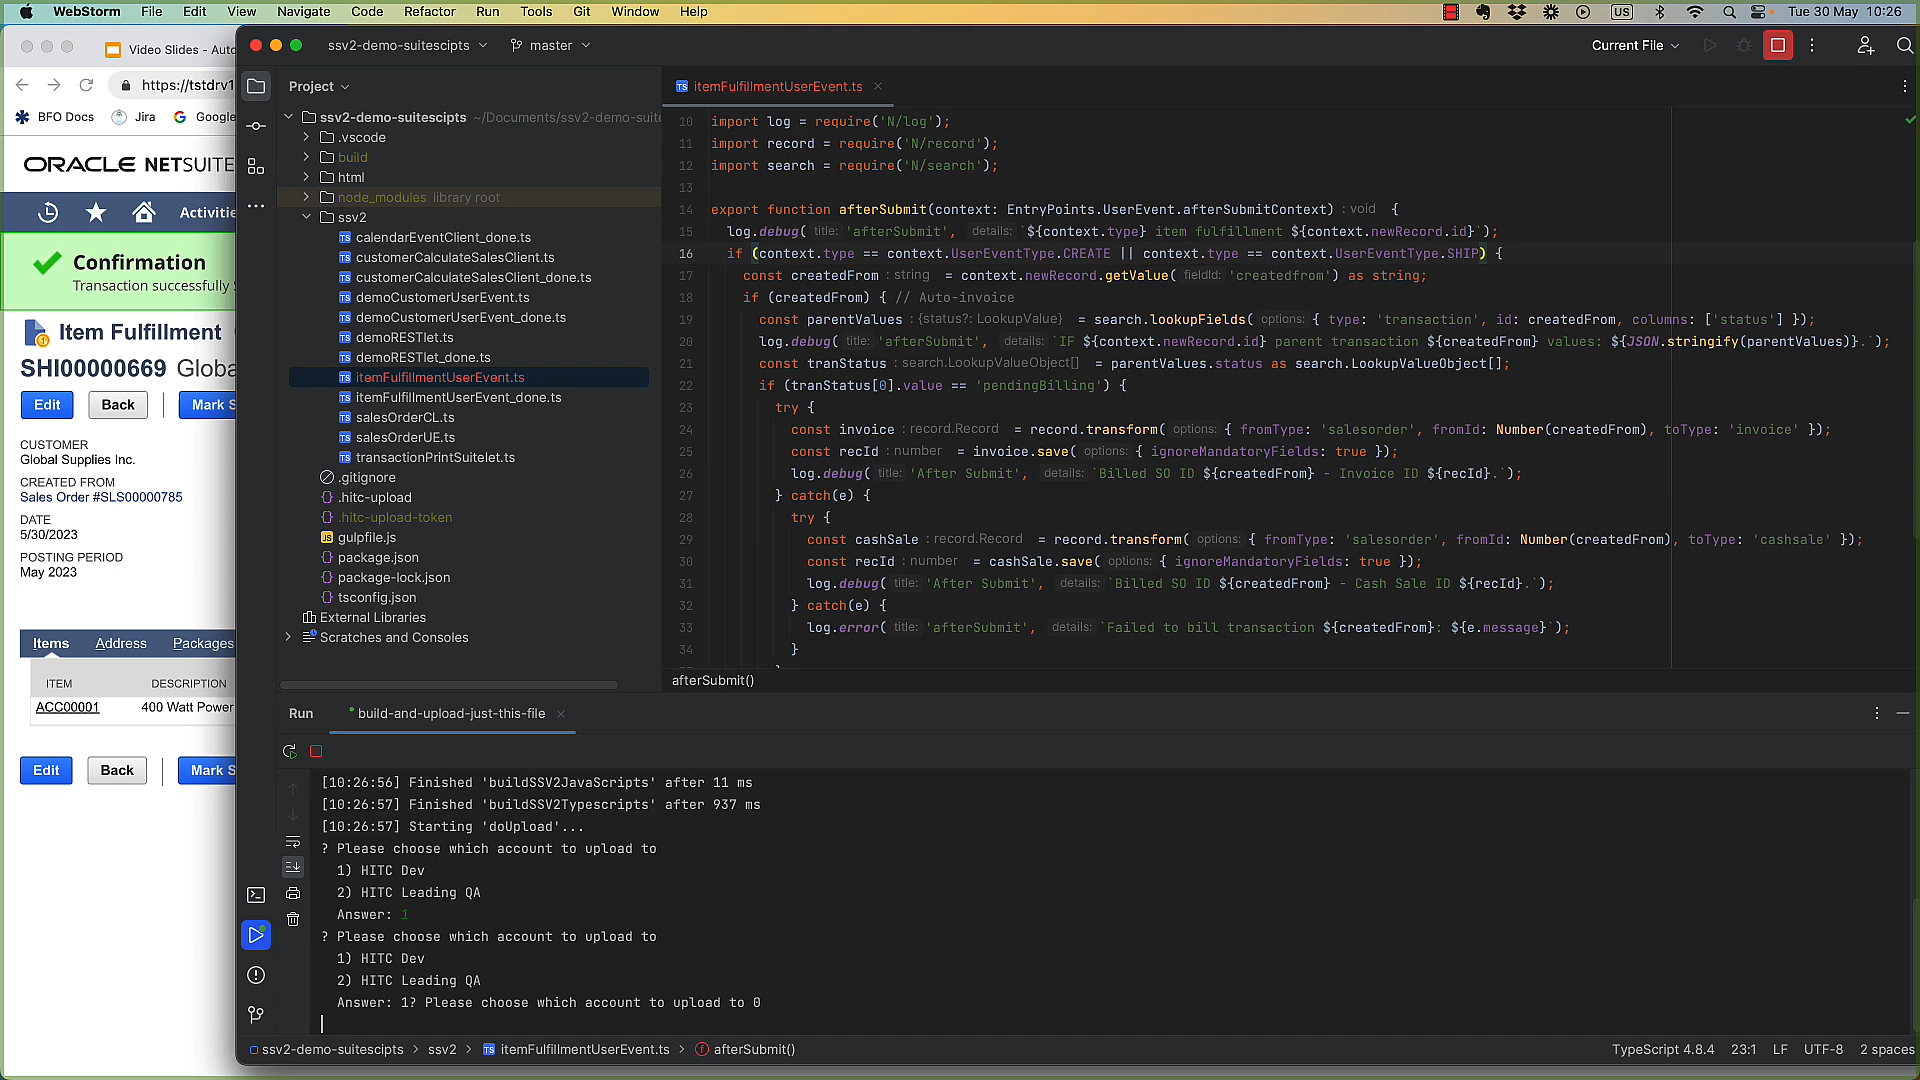 WebStorm File Edit View Navigate Code Refactor Run Tools Git Window Help
US Tue 30 May 10:26
Video Slides - Auto
https://tstdrv1
BFO Docs Jira Google
ORACLE NETSUITE
Activitie
Confirmation
Transaction successfully
Item Fulfillment
SHI00000669 Globa
Edit Back Mark S
CUSTOMER
Global Supplies Inc.
CREATED FROM
Sales Order #SLS00000785
DATE
5/30/2023
POSTING PERIOD
May 2023
Items Address Packages
ITEM DESCRIPTION
ACC00001 400 Watt Power
Edit Back Mark S
ssv2-demo-suitescipts master Current File
Project
ssv2-demo-suitescipts ~/Documents/ssv2-demo-suite
.vscode
build
html
node_modules library root
ssv2
TS calendarEventClient_done.ts
TS customerCalculateSalesClient.ts
TS customerCalculateSalesClient_done.ts
TS demoCustomerUserEvent.ts
TS demoCustomerUserEvent_done.ts
TS demoRESTlet.ts
TS demoRESTlet_done.ts
TS itemFulfillmentUserEvent.ts
TS itemFulfillmentUserEvent_done.ts
TS salesOrderCL.ts
TS salesOrderUE.ts
TS transactionPrintSuitelet.ts
.gitignore
{} .hitc-upload
{} .hitc-upload-token
JS gulpfile.js
{} package.json
{} package-lock.json
{} tsconfig.json
External Libraries
Scratches and Consoles
TS itemFulfillmentUserEvent.ts
10 import log = require('N/log');
11 import record = require('N/record');
12 import search = require('N/search');
13
14 export function afterSubmit(context: EntryPoints.UserEvent.afterSubmitContext) : void {
15 log.debug( title: 'afterSubmit', details: `${context.type} item fulfillment ${context.newRecord.id}`);
16 if (context.type == context.UserEventType.CREATE || context.type == context.UserEventType.SHIP) {
17 const createdFrom : string = context.newRecord.getValue( fieldId: 'createdfrom') as string;
18 if (createdFrom) { // Auto-invoice
19 const parentValues : {status?: LookupValue} = search.lookupFields( options: { type: 'transaction', id: createdFrom, columns: ['status'] });
20 log.debug( title: 'afterSubmit', details: `IF ${context.newRecord.id} parent transaction ${createdFrom} values: ${JSON.stringify(parentValues)}.`);
21 const tranStatus : search.LookupValueObject[] = parentValues.status as search.LookupValueObject[];
22 if (tranStatus[0].value == 'pendingBilling') {
23 try {
24 const invoice : record.Record = record.transform( options: { fromType: 'salesorder', fromId: Number(createdFrom), toType: 'invoice' });
25 const recId : number = invoice.save( options: { ignoreMandatoryFields: true });
26 log.debug( title: 'After Submit', details: `Billed SO ID ${createdFrom} - Invoice ID ${recId}.`);
27 } catch(e) {
28 try {
29 const cashSale : record.Record = record.transform( options: { fromType: 'salesorder', fromId: Number(createdFrom), toType: 'cashsale' });
30 const recId : number = cashSale.save( options: { ignoreMandatoryFields: true });
31 log.debug( title: 'After Submit', details: `Billed SO ID ${createdFrom} - Cash Sale ID ${recId}.`);
32 } catch(e) {
33 log.error( title: 'afterSubmit', details: `Failed to bill transaction ${createdFrom}: ${e.message}`);
34 }
afterSubmit()
Run build-and-upload-just-this-file
[10:26:56] Finished 'buildSSV2JavaScripts' after 11 ms
[10:26:57] Finished 'buildSSV2Typescripts' after 937 ms
[10:26:57] Starting 'doUpload'...
? Please choose which account to upload to
1) HITC Dev
2) HITC Leading QA
Answer: 1
? Please choose which account to upload to
1) HITC Dev
2) HITC Leading QA
Answer: 1? Please choose which account to upload to 0
ssv2-demo-suitescipts > ssv2 > TS itemFulfillmentUserEvent.ts > f afterSubmit()
TypeScript 4.8.4 23:1 LF UTF-8 2 spaces